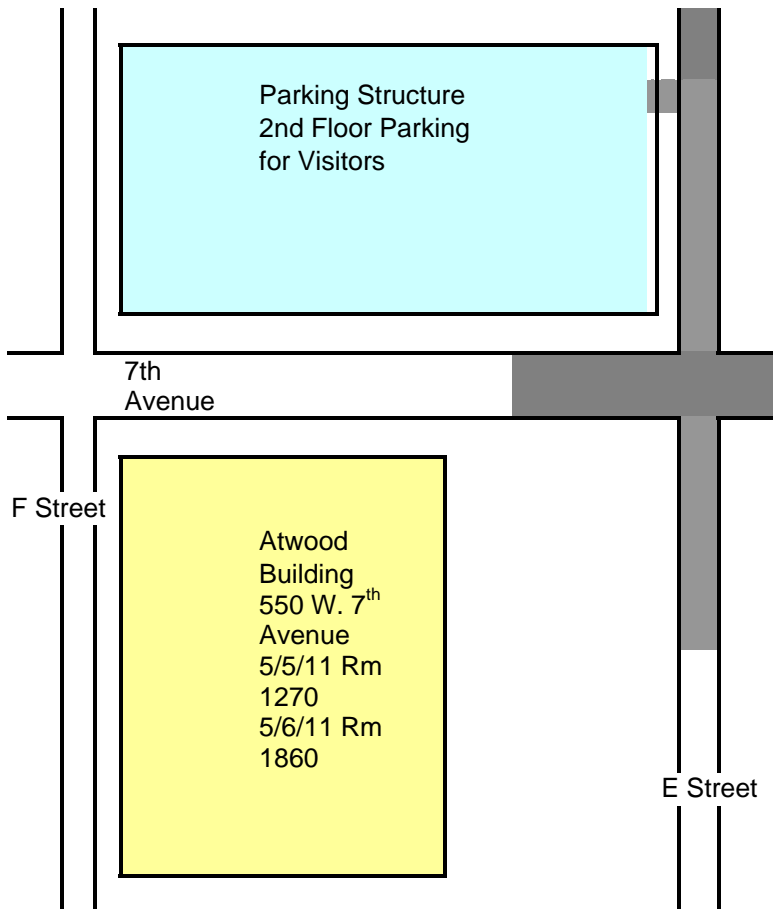 Parking Structure
2nd Floor Parking
for Visitors
7th
Avenue
F Street
Atwood
Building
550 W. 7th
Avenue
5/5/11 Rm
1270
5/6/11 Rm
1860
E Street